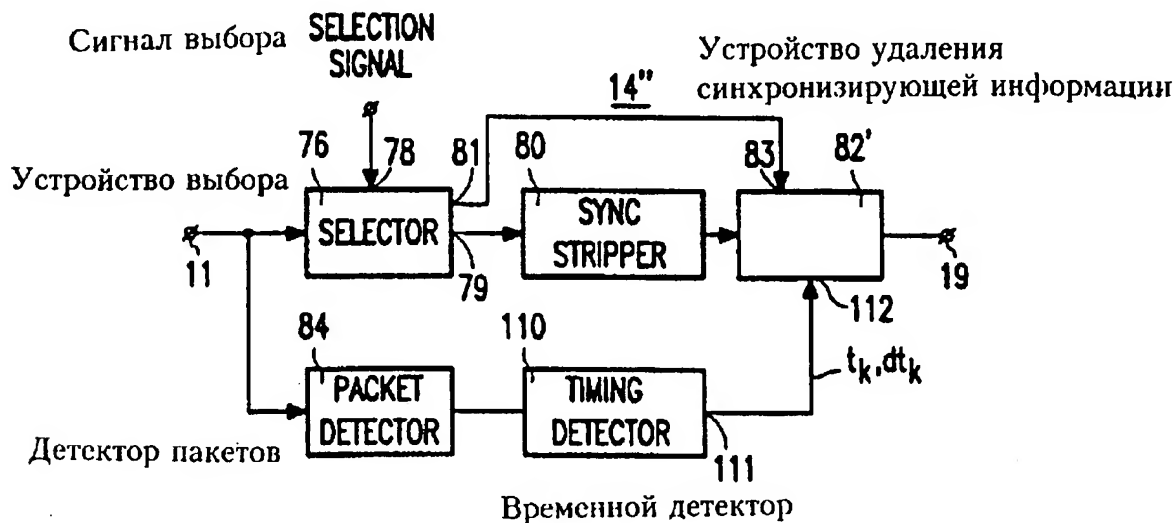 Сигнал выбора
SELECTION
SIGNAL
Устройство удаления
синхронизирующей информации
14"
76
78
81
80
83
82'
Устройство выбора
SELECTOR
SYNC
STRIPPER
11
79
19
112
84
110
t_k, dt_k
PACKET
DETECTOR
TIMING
DETECTOR
111
Детектор пакетов
Временной детектор